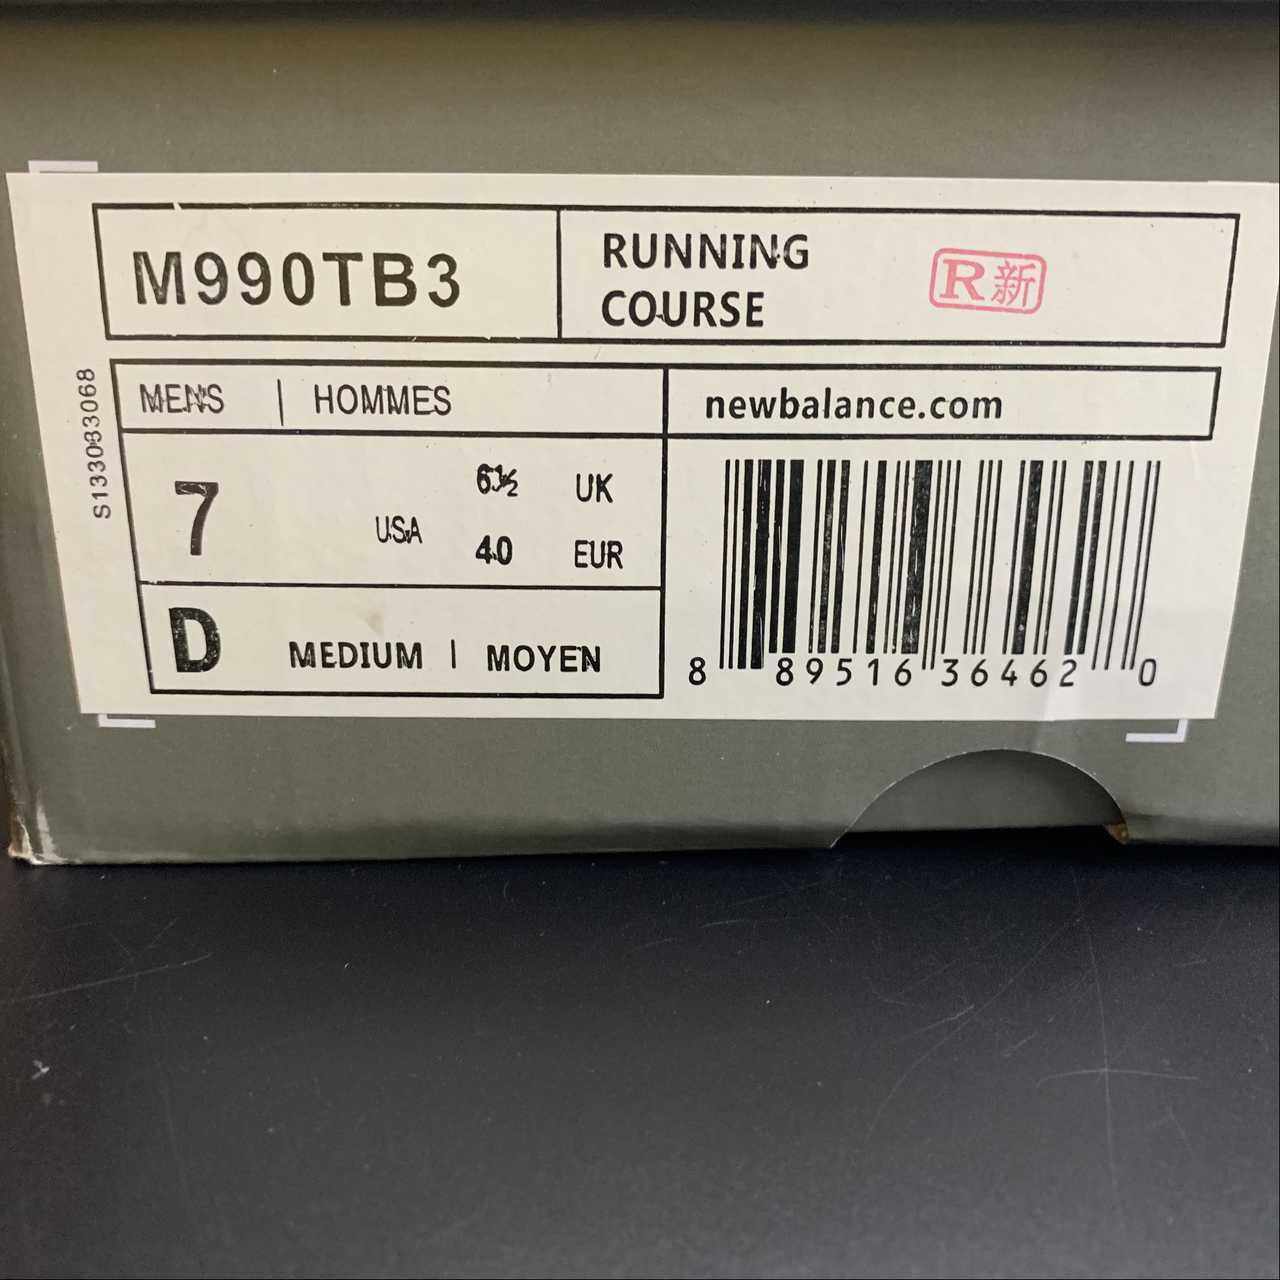 M990TB3
RUNNING
COURSE
R新
S133033068
MENS | HOMMES
newbalance.com
7 USA
6½ UK
40 EUR
D MEDIUM | MOYEN
8 89516 36462 0